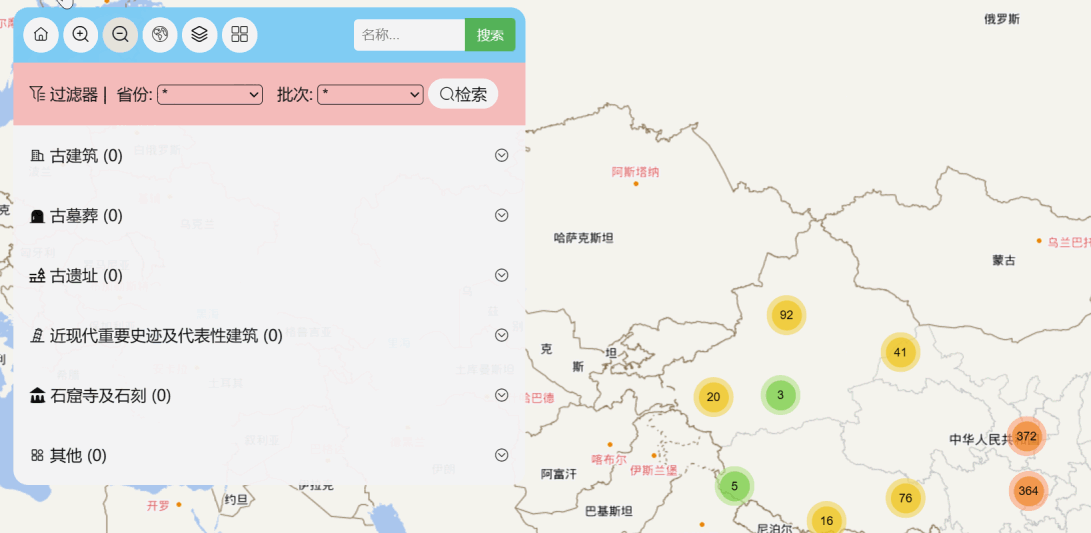 俄罗斯
名称... 搜索
过滤器 | 省份: * 批次: * 检索
古建筑 (0)
阿斯塔纳
古墓葬 (0)
哈萨克斯坦
乌兰巴托
蒙古
古遗址 (0)
92
近现代重要史迹及代表性建筑 (0)
克
坦
斯
41
石窟寺及石刻 (0)
20
3
哈巴德
中华人民共
372
其他 (0)
喀布尔
伊斯兰堡
阿富汗
5
76
364
伊拉克
约旦
开罗
巴基斯坦
16
尼泊尔